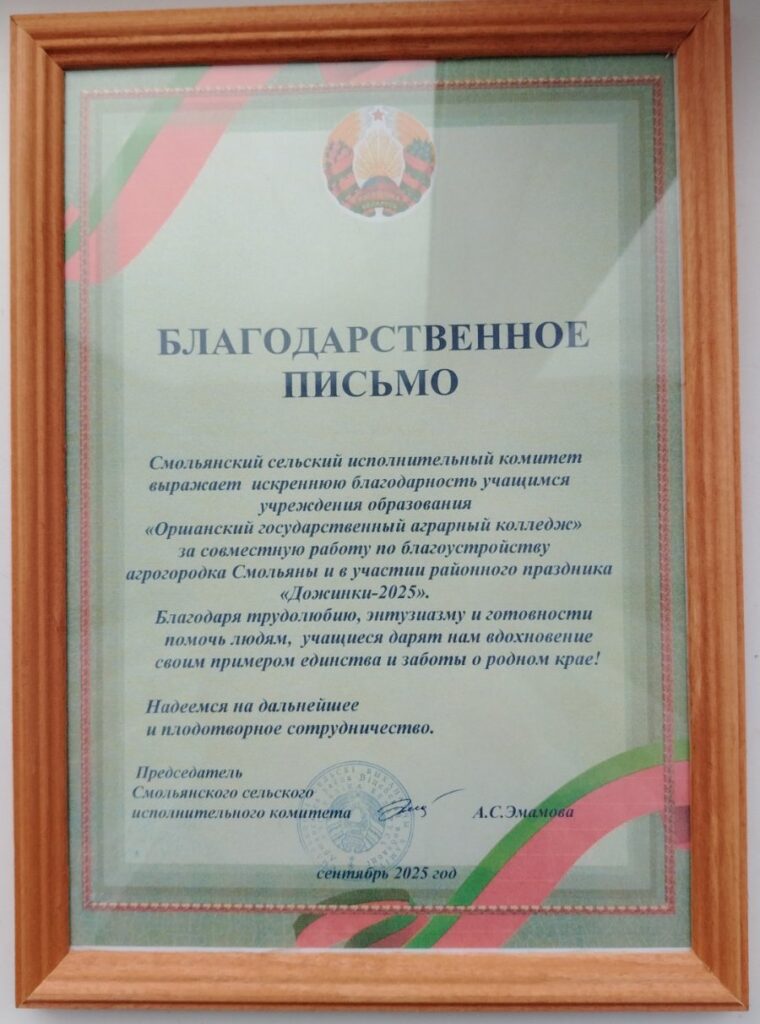 БЛАГОДАРСТВЕННОЕ
ПИСЬМО
Смольянский сельский исполнительный комитет
выражает искреннюю благодарность учащимся
учреждения образования
«Оршанский государственный аграрный колледж»
за совместную работу по благоустройству
агрогородка Смольяны и в участии районного праздника
«Дожинки-2025».
Благодаря трудолюбию, энтузиазму и готовности
помочь людям, учащиеся дарят нам вдохновение
своим примером единства и заботы о родном крае!
Надеемся на дальнейшее
и плодотворное сотрудничество.
Председатель
Смольянского сельского
исполнительного комитета А.С.Эмамова
сентябрь 2025 год